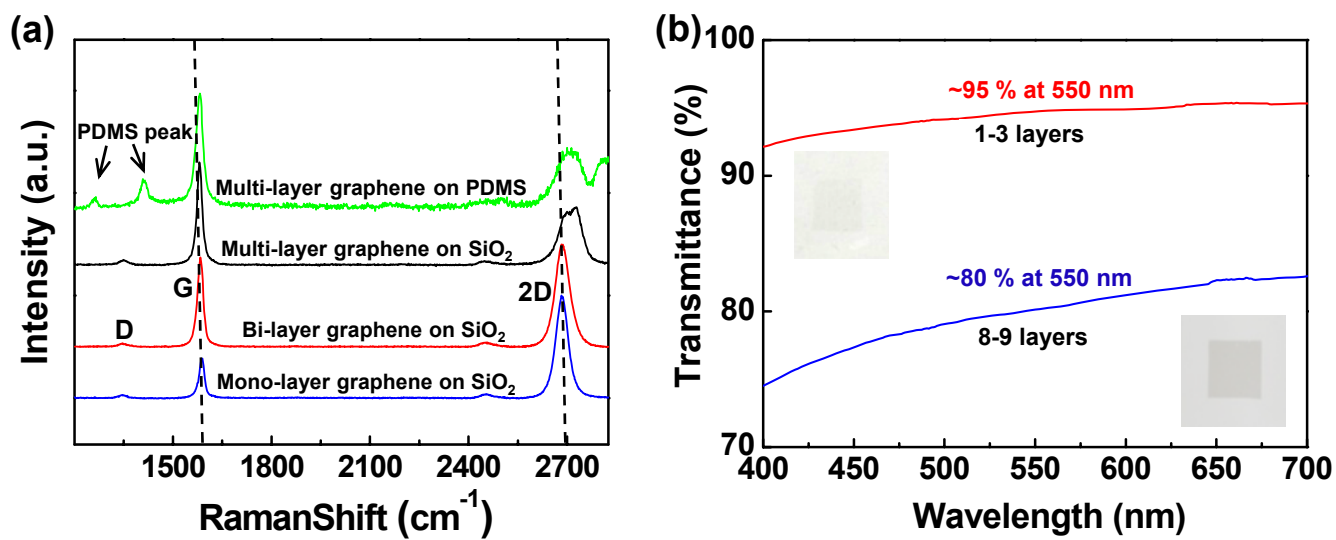 (a)
Intensity (a.u.)
PDMS peak
Multi-layer graphene on PDMS
Multi-layer graphene on SiO₂
G
2D
D
Bi-layer graphene on SiO₂
Mono-layer graphene on SiO₂
1500 1800 2100 2400 2700
RamanShift (cm⁻¹)
(b)
Transmittance (%)
100
90
80
70
~95 % at 550 nm
1-3 layers
~80 % at 550 nm
8-9 layers
400 450 500 550 600 650 700
Wavelength (nm)